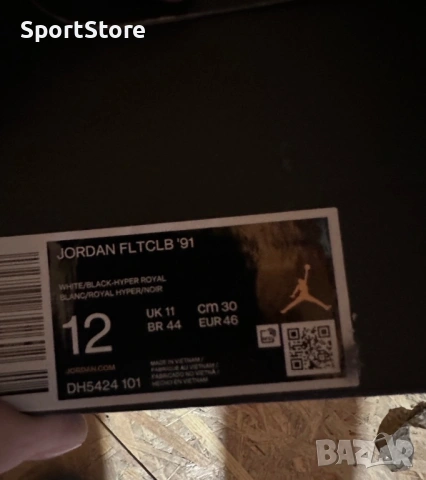 SportStore
JORDAN FLTCLB '91
WHITE/BLACK-HYPER ROYAL
BLANC/ROYAL HYPER/NOIR
12
UK 11
cm 30
BR 44
EUR 46
JORDAN.COM
DH5424 101
MADE IN VIETNAM /
FABRIQUÉ AU VIETNAM /
FABRICADO NO VIETNÃ /
HECHO EN VIETNAM
BAZAR